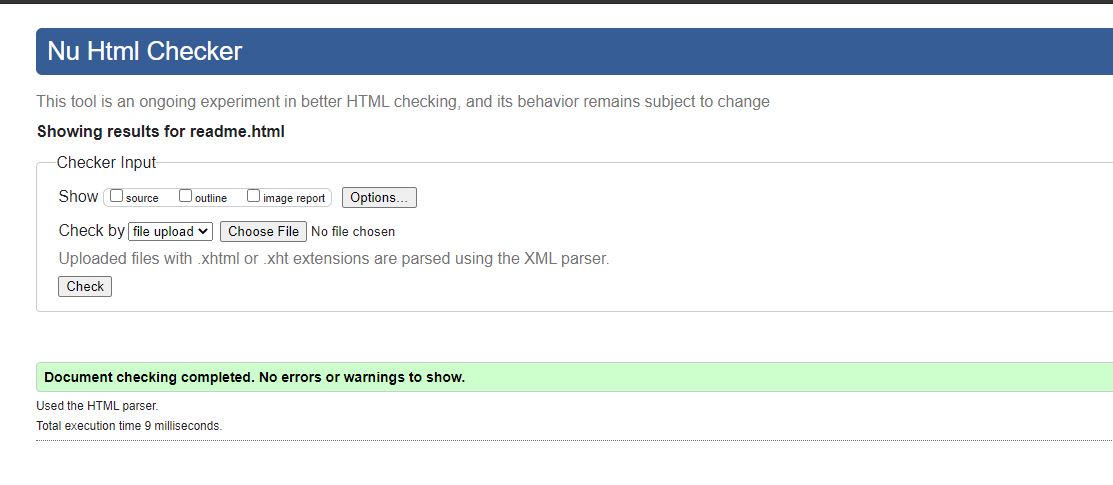 Nu Html Checker
This tool is an ongoing experiment in better HTML checking, and its behavior remains subject to change
Showing results for readme.html
Checker Input
Show source outline image report Options...
Check by file upload Choose File No file chosen
Uploaded files with .xhtml or .xht extensions are parsed using the XML parser.
Check
Document checking completed. No errors or warnings to show.
Used the HTML parser.
Total execution time 9 milliseconds.